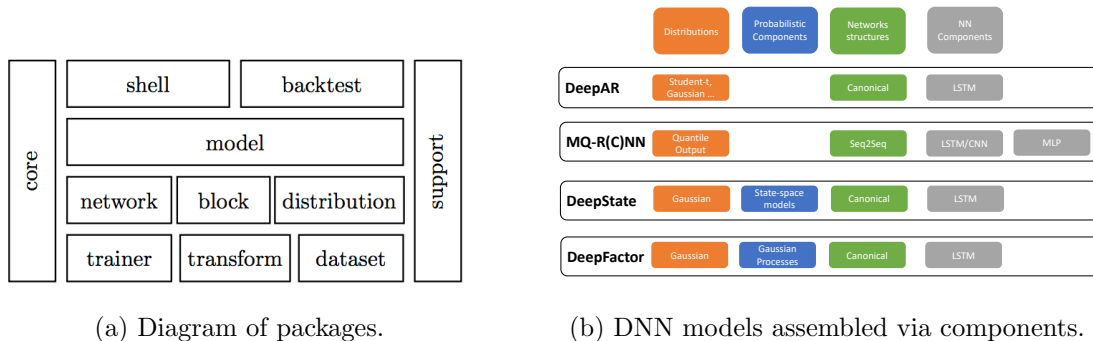 core
shell
backtest
model
network
block
distribution
trainer
transform
dataset
support
(a) Diagram of packages.
Distributions
Probabilistic
Components
Networks
structures
NN
Components
DeepAR
Student-t,
Gaussian ...
Canonical
LSTM
MQ-R(C)NN
Quantile
Output
Seq2Seq
LSTM/CNN
MLP
DeepState
Gaussian
State-space
models
Canonical
LSTM
DeepFactor
Gaussian
Gaussian
Processes
Canonical
LSTM
(b) DNN models assembled via components.